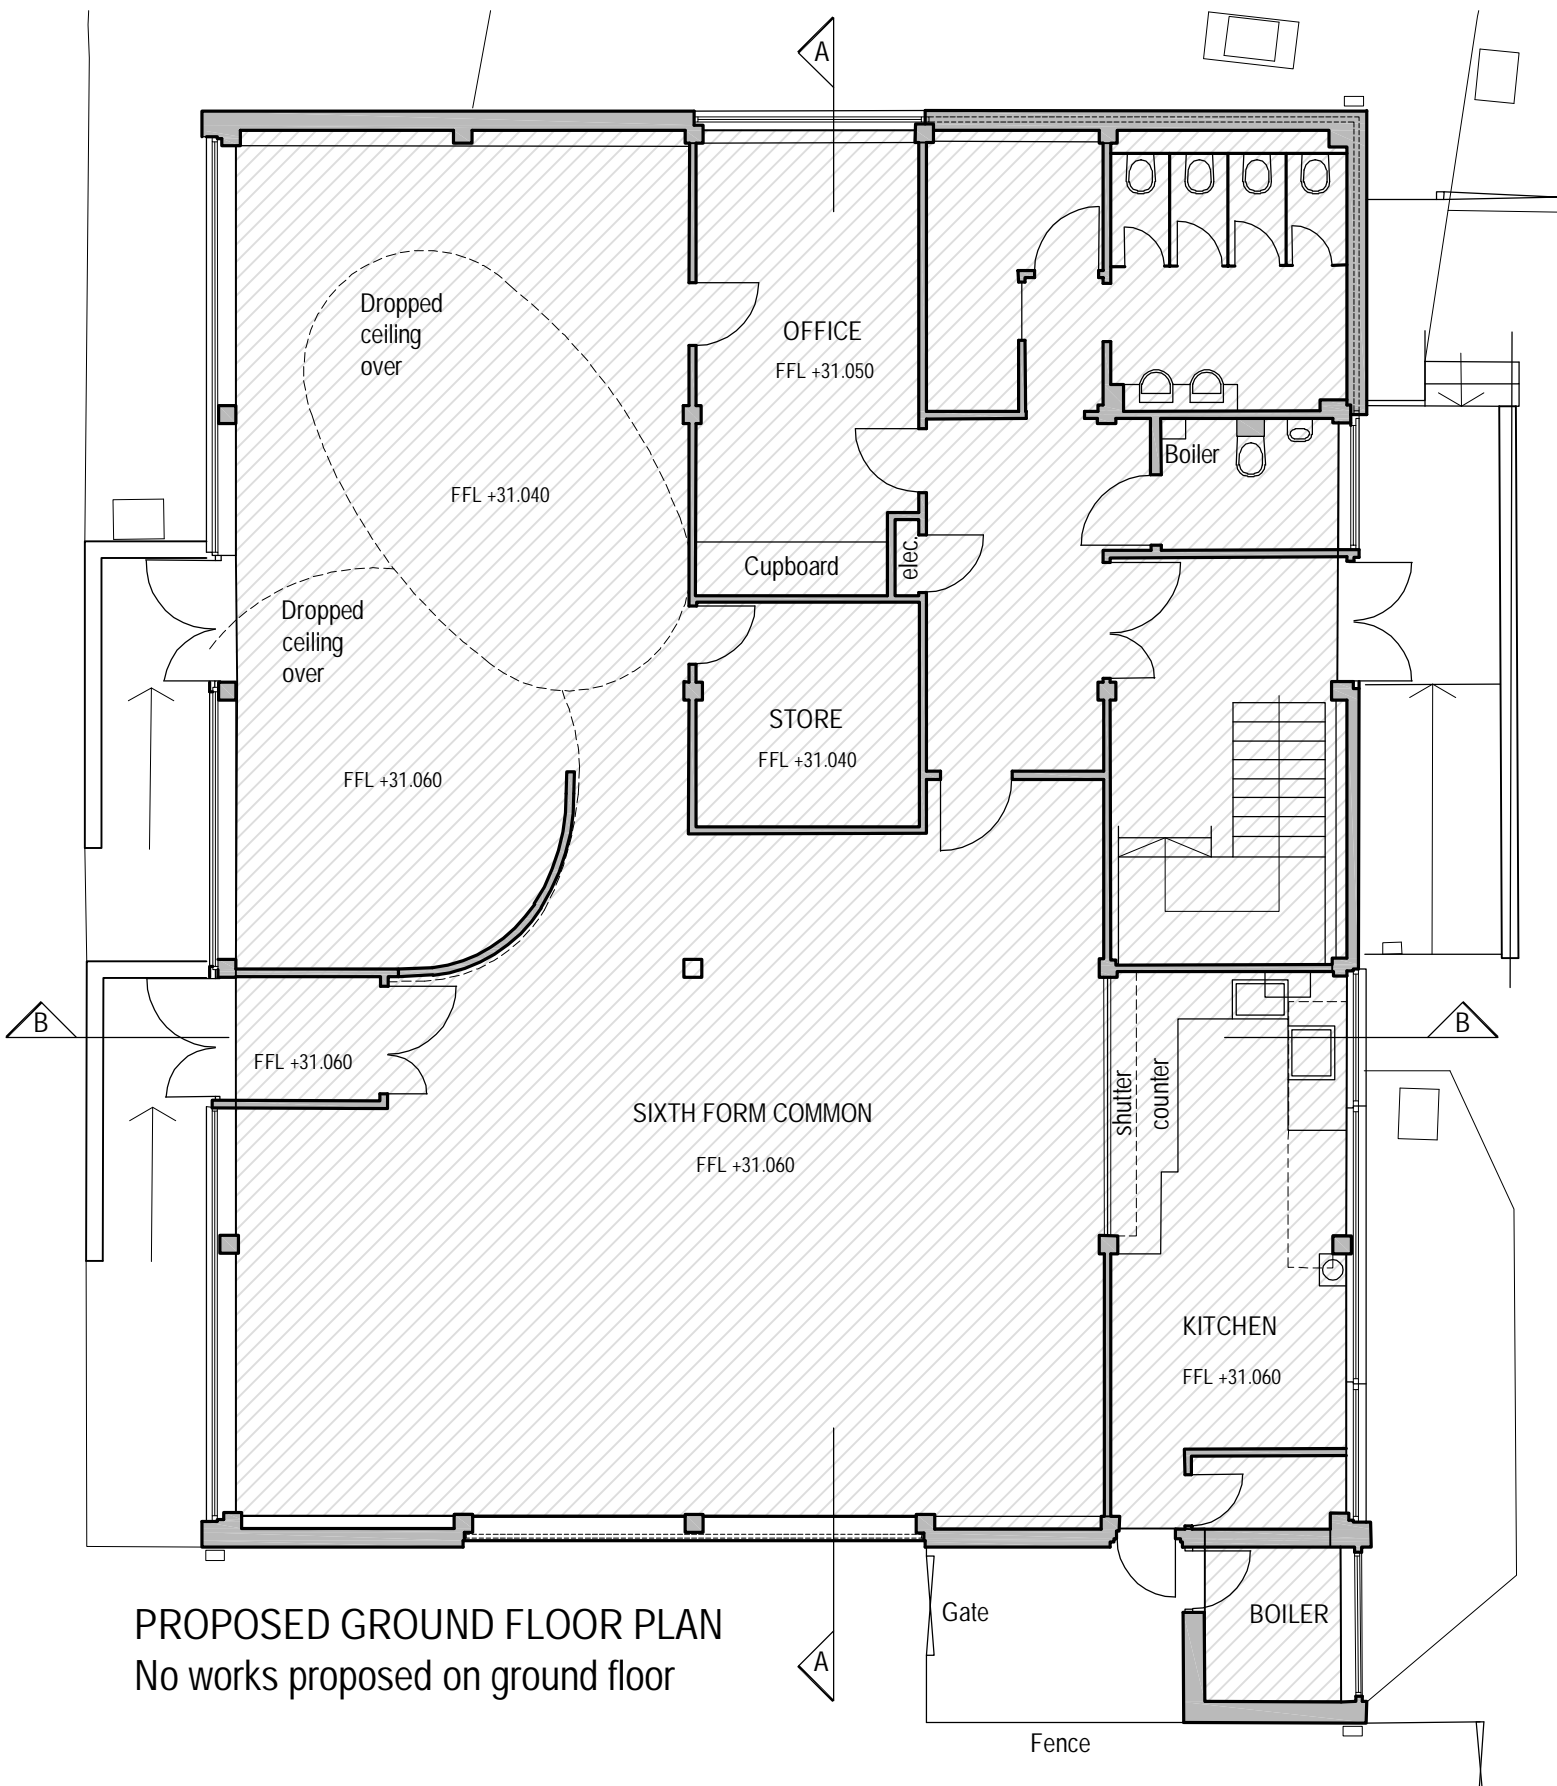 A
Dropped
ceiling
over
OFFICE
FFL +31.050
Boiler
FFL +31.040
elec.
Cupboard
Dropped
ceiling
over
STORE
FFL +31.040
FFL +31.060
B
B
FFL +31.060
shutter
counter
SIXTH FORM COMMON
FFL +31.060
KITCHEN
FFL +31.060
PROPOSED GROUND FLOOR PLAN
No works proposed on ground floor
Gate
BOILER
A
Fence